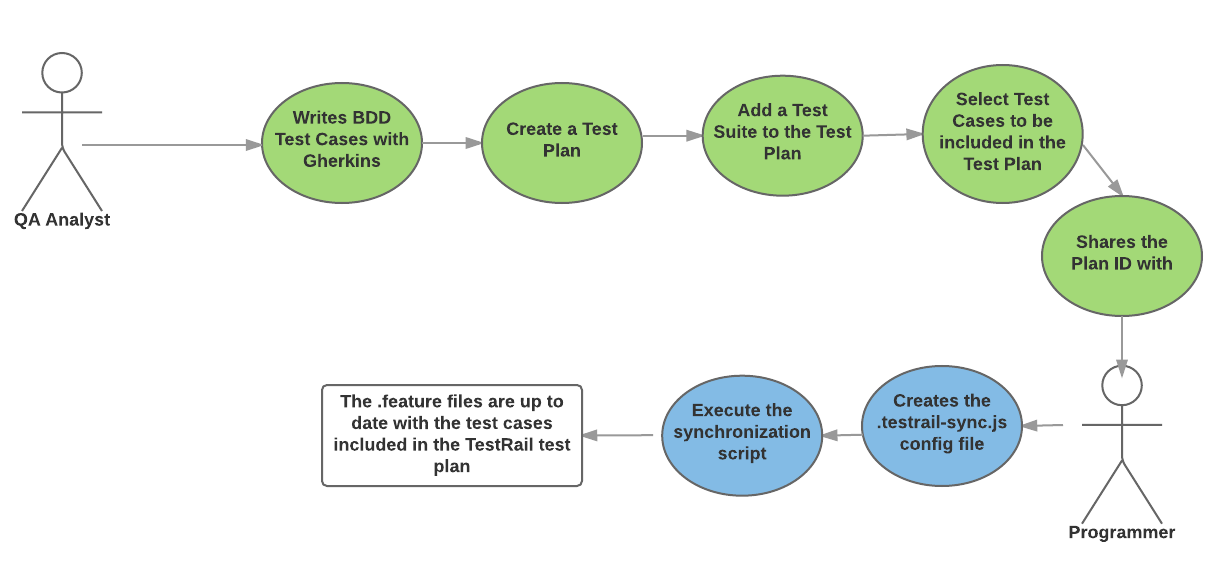 QA Analyst
Writes BDD
Test Cases with
Gherkins
Create a Test
Plan
Add a Test
Suite to the Test
Plan
Select Test
Cases to be
included in the
Test Plan
Shares the
Plan ID with
Programmer
Creates the
.testrail-sync.js
config file
Execute the
synchronization
script
The .feature files are up to
date with the test cases
included in the TestRail test
plan